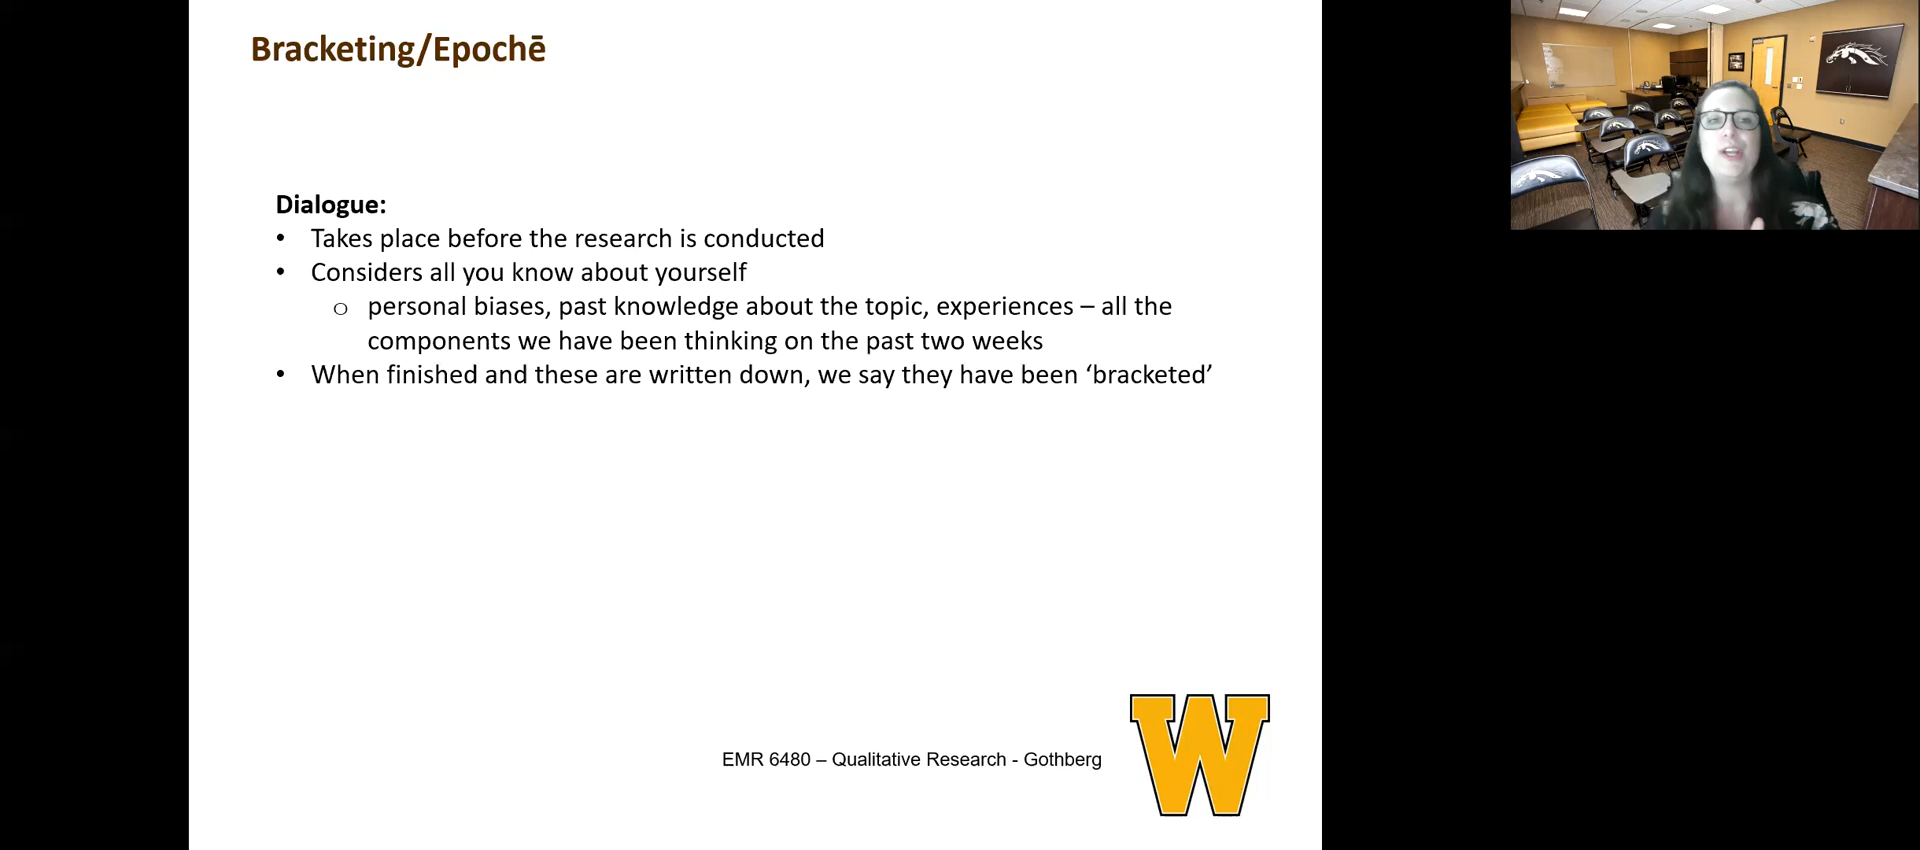 Bracketing/Epochē
Dialogue:
• Takes place before the research is conducted
• Considers all you know about yourself
o personal biases, past knowledge about the topic, experiences – all the
components we have been thinking on the past two weeks
• When finished and these are written down, we say they have been ‘bracketed’
EMR 6480 – Qualitative Research - Gothberg
W